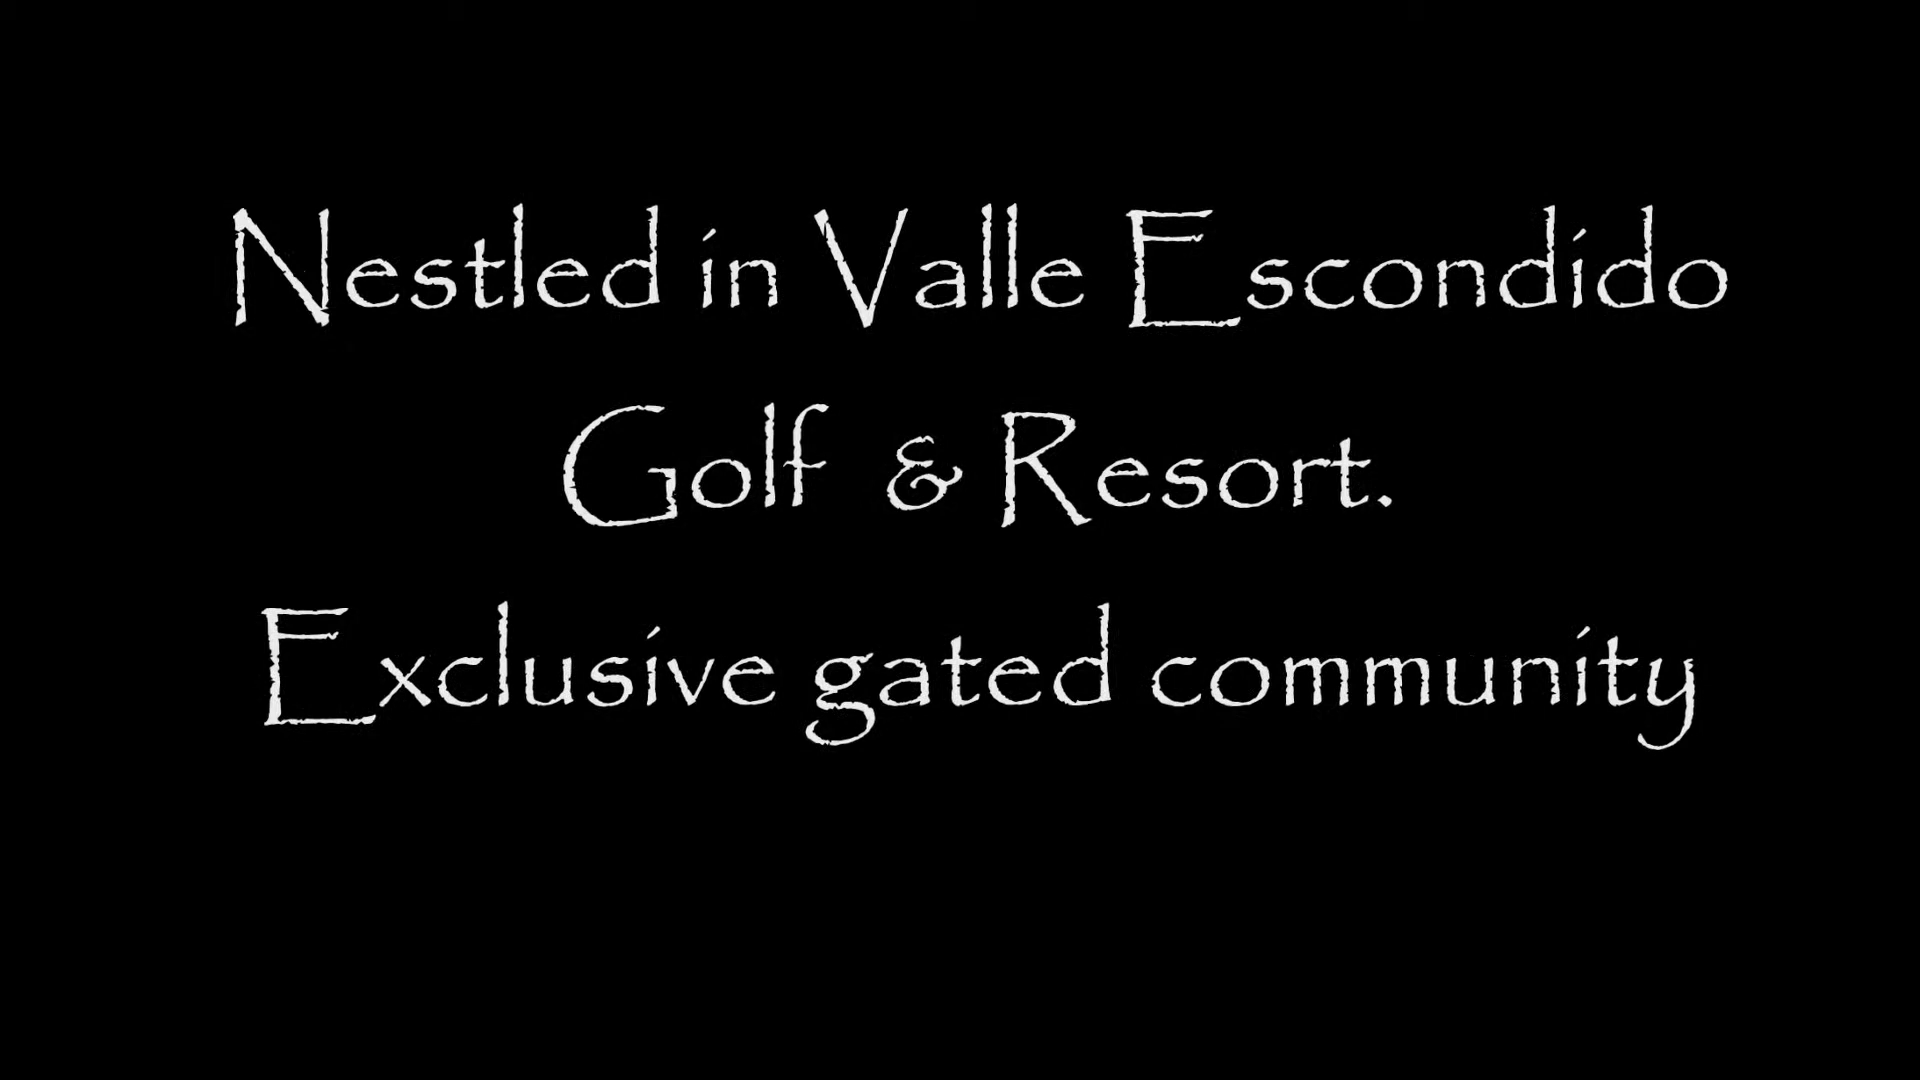 Nestled in Valle Escondido
Golf & Resort.
Exclusive gated community